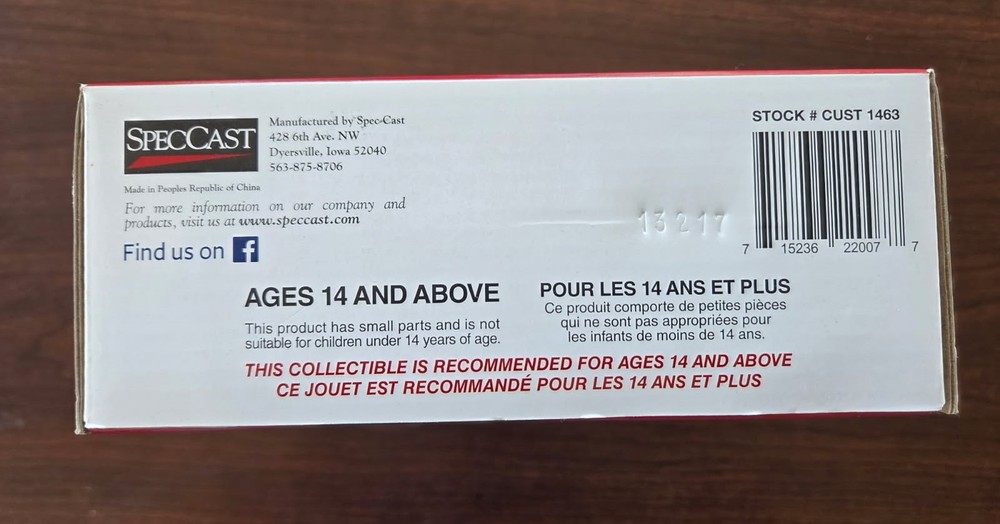 SPECCAST
Manufactured by Spec-Cast
428 6th Ave. NW
Dyersville, Iowa 52040
563-875-8706
Made in Peoples Republic of China
For more information on our company and
products, visit us at www.speccast.com
Find us on f
STOCK # CUST 1463
7 15236 22007 7
13217
AGES 14 AND ABOVE
This product has small parts and is not
suitable for children under 14 years of age.
POUR LES 14 ANS ET PLUS
Ce produit comporte de petites pièces
qui ne sont pas appropriées pour
les infants de moins de 14 ans.
THIS COLLECTIBLE IS RECOMMENDED FOR AGES 14 AND ABOVE
CE JOUET EST RECOMMANDÉ POUR LES 14 ANS ET PLUS